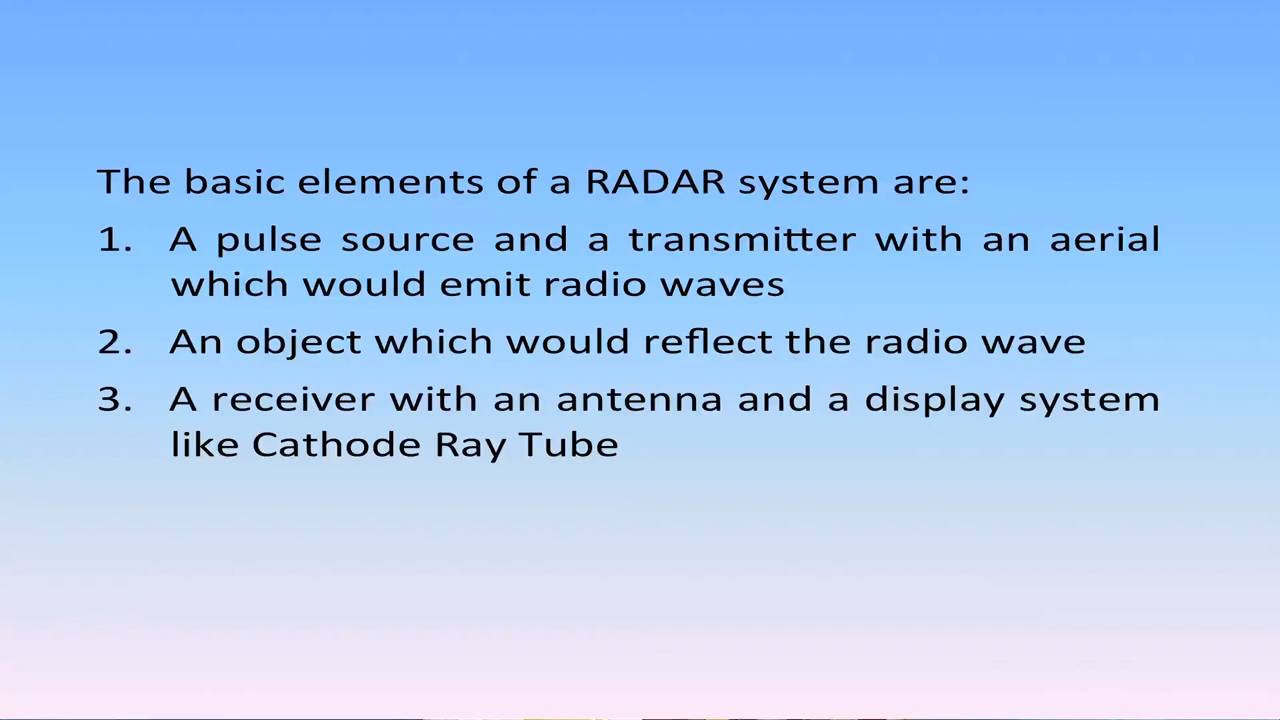 The basic elements of a RADAR system are:
1. A pulse source and a transmitter with an aerial
which would emit radio waves
2. An object which would reflect the radio wave
3. A receiver with an antenna and a display system
like Cathode Ray Tube